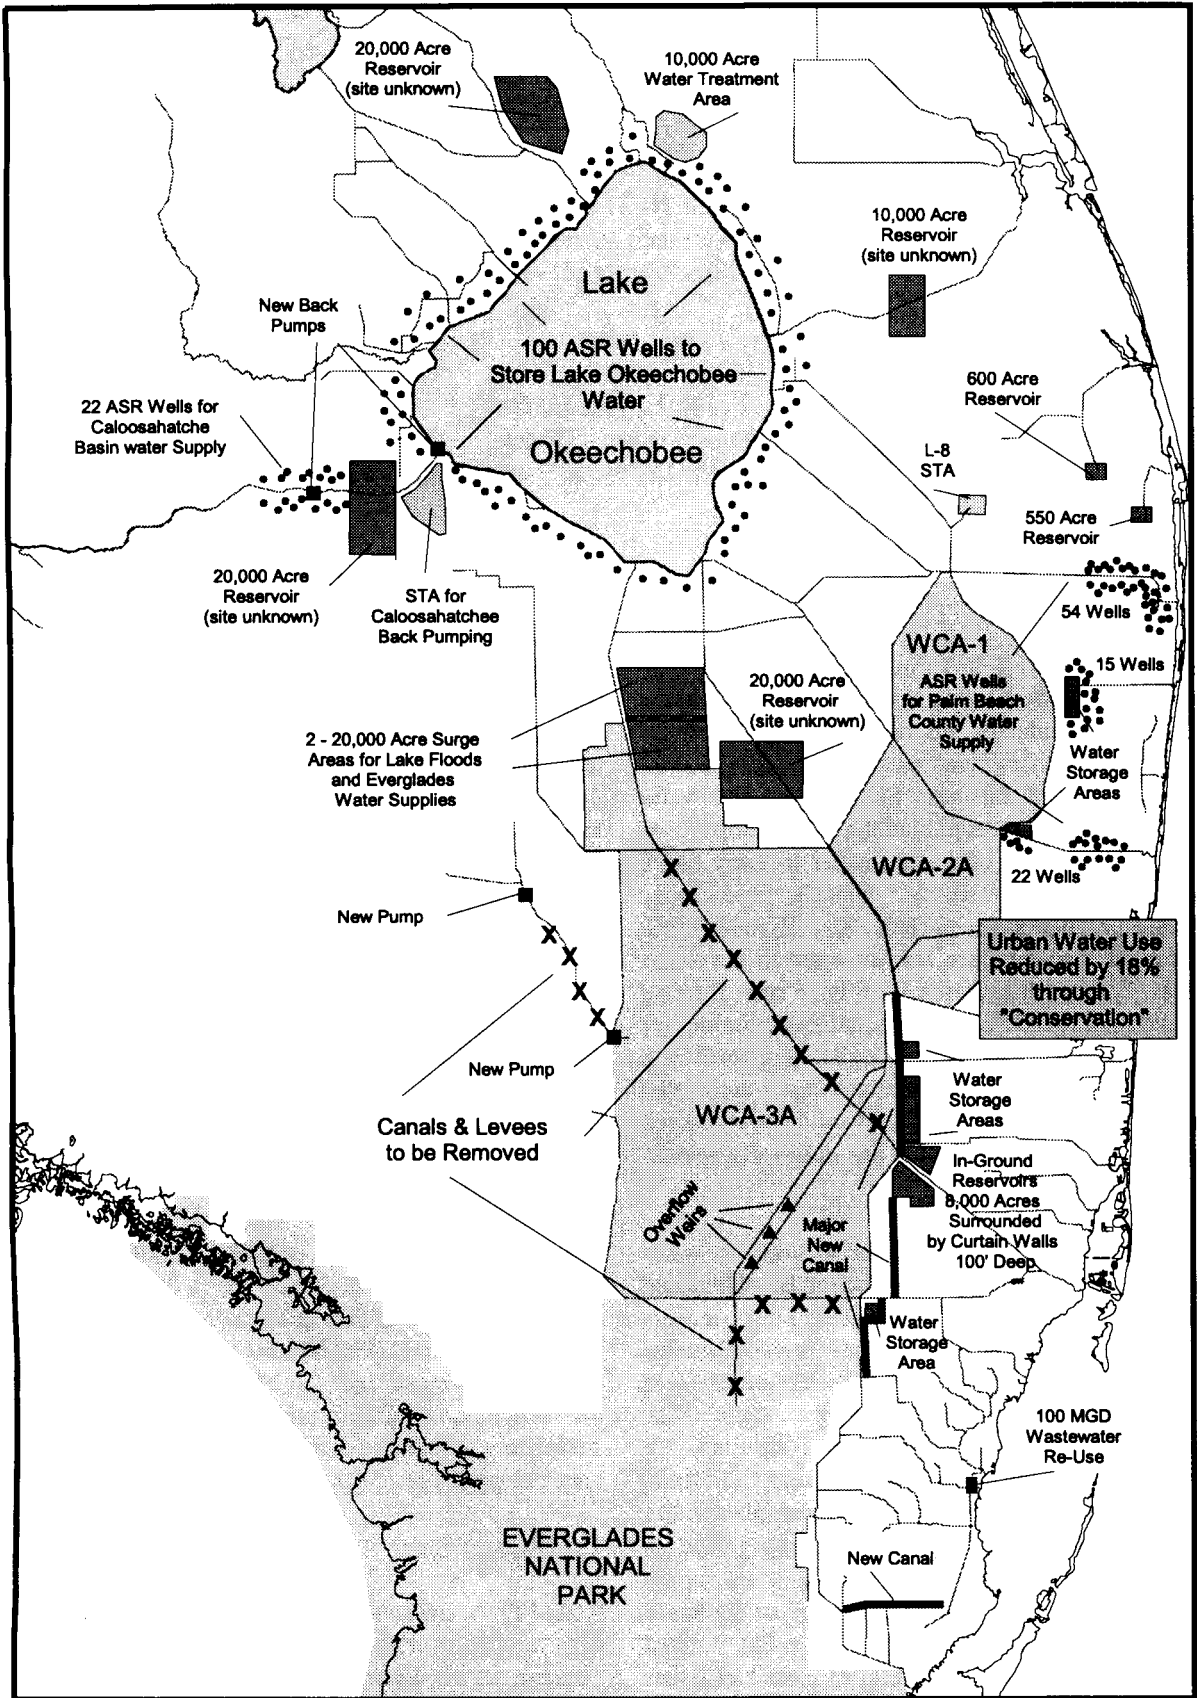 20,000 Acre
Reservoir
(site unknown)
10,000 Acre
Water Treatment
Area
10,000 Acre
Reservoir
(site unknown)
Lake
New Back
Pumps
100 ASR Wells to
Store Lake Okeechobee
Water
600 Acre
Reservoir
22 ASR Wells for
Caloosahatche
Basin water Supply
Okeechobee
L-8
STA
550 Acre
Reservoir
20,000 Acre
Reservoir
(site unknown)
STA for
Caloosahatchee
Back Pumping
54 Wells
WCA-1
15 Wells
ASR Wells
for Palm Beach
County Water
Supply
20,000 Acre
Reservoir
(site unknown)
2 - 20,000 Acre Surge
Areas for Lake Floods
and Everglades
Water Supplies
Water
Storage
Areas
WCA-2A
22 Wells
New Pump
Urban Water Use
Reduced by 18%
through
"Conservation"
New Pump
Water
Storage
Areas
Canals & Levees
to be Removed
WCA-3A
In-Ground
Reservoirs
8,000 Acres
Surrounded
by Curtain Walls
100' Deep
Overflow
Weirs
Major
New
Canal
Water
Storage
Area
100 MGD
Wastewater
Re-Use
EVERGLADES
NATIONAL
PARK
New Canal